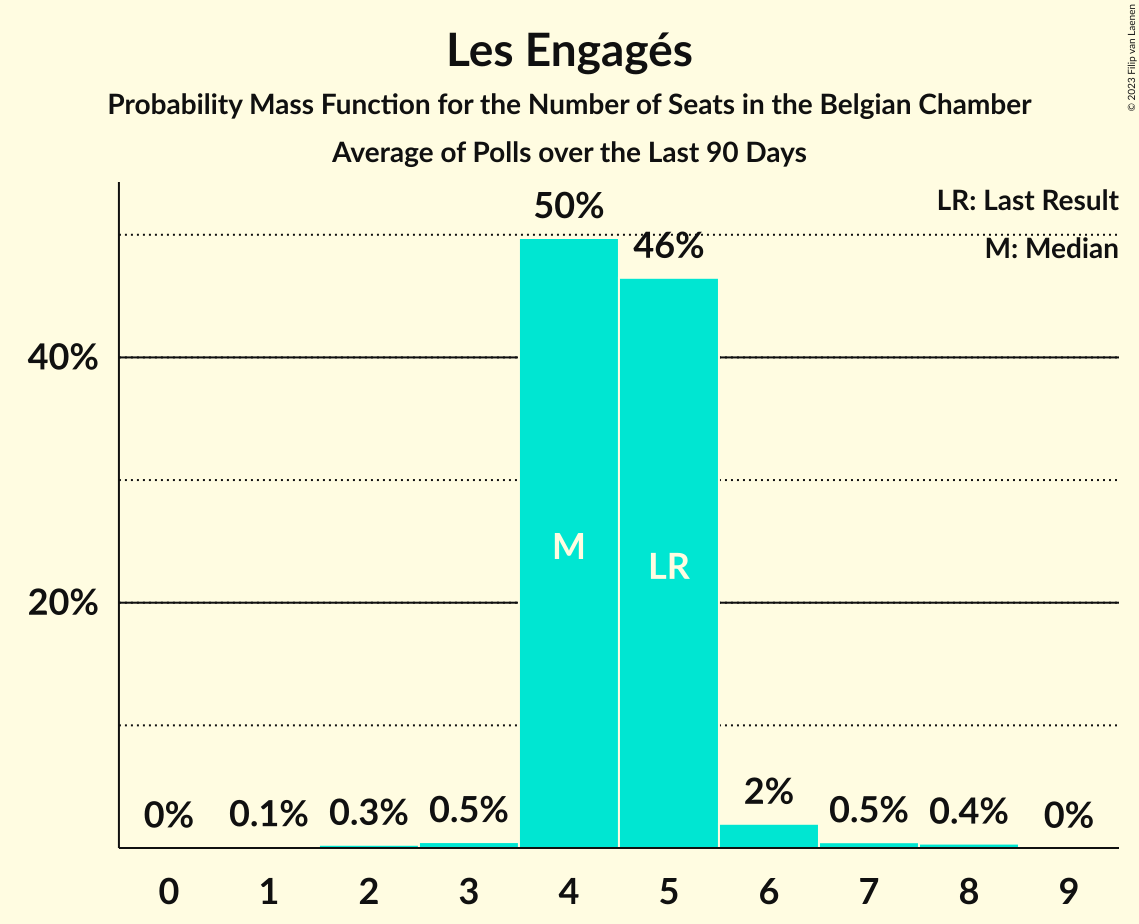 Les Engagés
Probability Mass Function for the Number of Seats in the Belgian Chamber
Average of Polls over the Last 90 Days
© 2023 Filip van Laenen
LR: Last Result
M: Median
50%
46%
40%
M
LR
20%
0%
0.1%
0.3%
0.5%
2%
0.5%
0.4%
0%
0 1 2 3 4 5 6 7 8 9